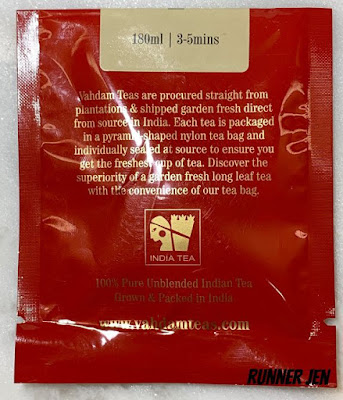 180ml | 3-5mins
Vahdam Teas are procured straight from
plantations & shipped garden fresh direct
from source in India. Each tea is packaged
in a pyramid shaped nylon tea bag and
individually sealed at source to ensure you
get the freshest cup of tea. Discover the
superiority of a garden fresh long leaf tea
with the convenience of our tea bag.
INDIA TEA
100% Pure Unblended Indian Tea
Grown & Packed in India
www.vahdamteas.com
RUNNER JEN